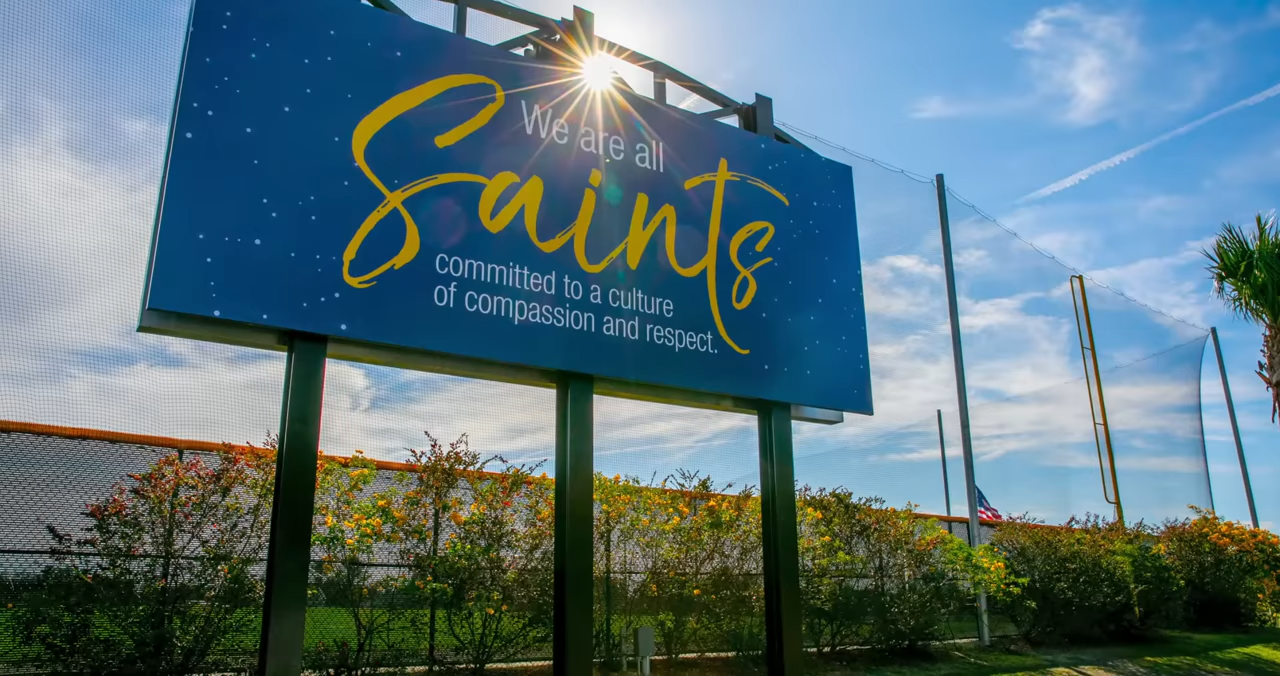 We are all
Saints
committed to a culture
of compassion and respect.